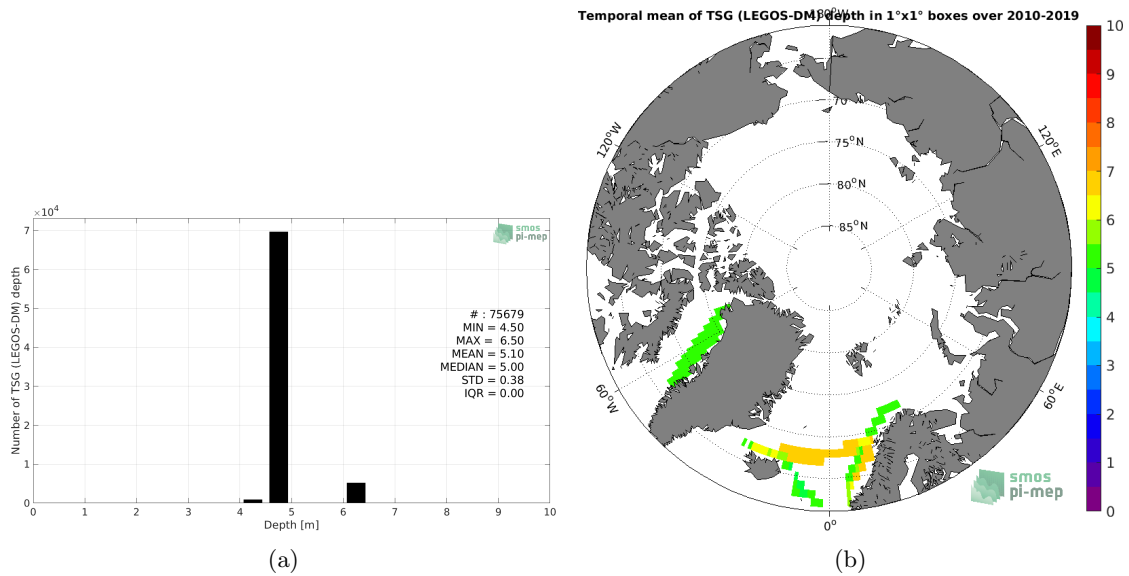 ×10⁴
7
6
5
4
3
2
1
0
Number of TSG (LEGOS-DM) depth
smos
pi-mep
# : 75679
MIN = 4.50
MAX = 6.50
MEAN = 5.10
MEDIAN = 5.00
STD = 0.38
IQR = 0.00
0 1 2 3 4 5 6 7 8 9 10
Depth [m]
(a)
Temporal mean of TSG (LEGOS-DM) depth in 1°x1° boxes over 2010-2019
180°W
120°W
120°E
70°N
75°N
80°N
85°N
60°W
60°E
0°
smos
pi-mep
10
9
8
7
6
5
4
3
2
1
0
(b)